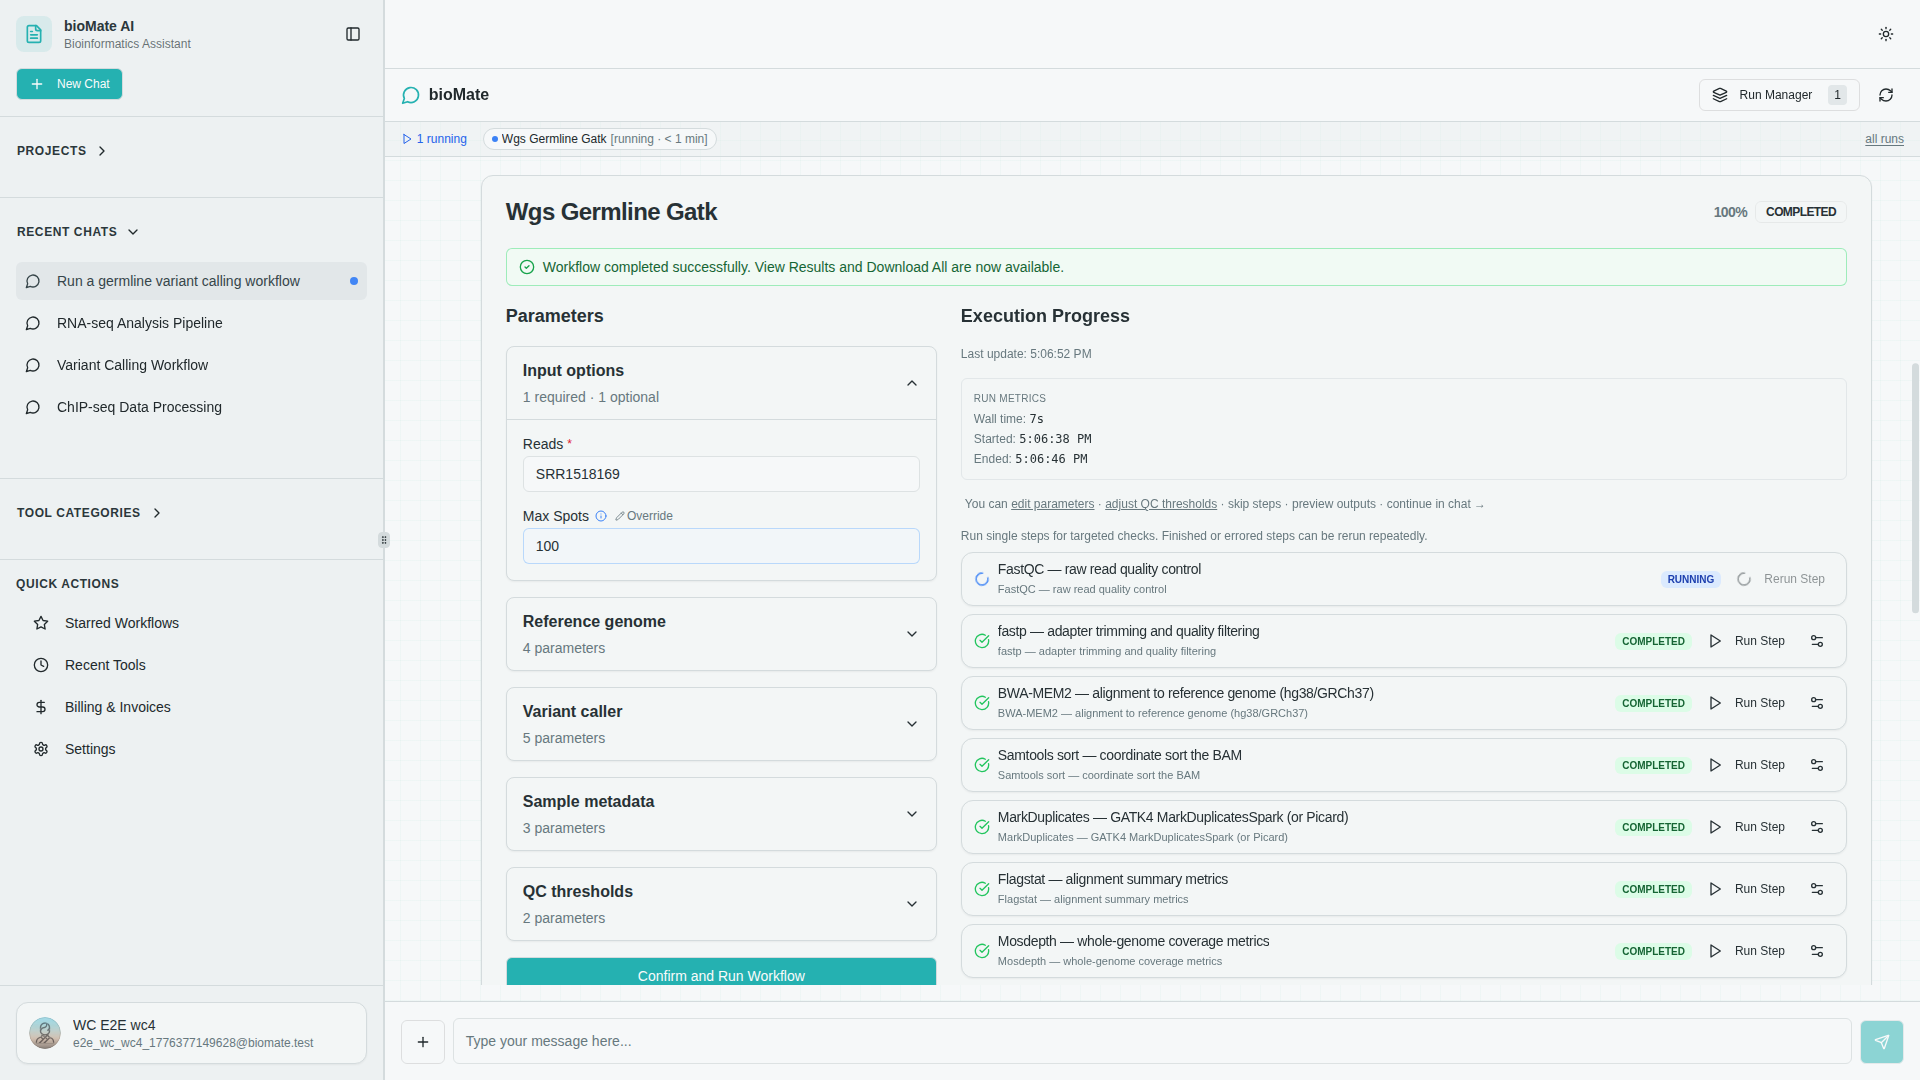 bioMate AI
Bioinformatics Assistant
New Chat
PROJECTS
RECENT CHATS
Run a germline variant calling workflow
RNA-seq Analysis Pipeline
Variant Calling Workflow
ChIP-seq Data Processing
TOOL CATEGORIES
QUICK ACTIONS
Starred Workflows
Recent Tools
Billing & Invoices
Settings
WC E2E wc4
e2e_wc_wc4_1776377149628@biomate.test
bioMate
Run Manager 1
1 running
Wgs Germline Gatk [running · < 1 min]
all runs
Wgs Germline Gatk
100% COMPLETED
Workflow completed successfully. View Results and Download All are now available.
Parameters
Input options
1 required · 1 optional
Reads *
SRR1518169
Max Spots Override
100
Reference genome
4 parameters
Variant caller
5 parameters
Sample metadata
3 parameters
QC thresholds
2 parameters
Confirm and Run Workflow
Execution Progress
Last update: 5:06:52 PM
RUN METRICS
Wall time: 7s
Started: 5:06:38 PM
Ended: 5:06:46 PM
You can edit parameters · adjust QC thresholds · skip steps · preview outputs · continue in chat →
Run single steps for targeted checks. Finished or errored steps can be rerun repeatedly.
FastQC — raw read quality control
FastQC — raw read quality control
RUNNING Rerun Step
fastp — adapter trimming and quality filtering
fastp — adapter trimming and quality filtering
COMPLETED Run Step
BWA-MEM2 — alignment to reference genome (hg38/GRCh37)
BWA-MEM2 — alignment to reference genome (hg38/GRCh37)
COMPLETED Run Step
Samtools sort — coordinate sort the BAM
Samtools sort — coordinate sort the BAM
COMPLETED Run Step
MarkDuplicates — GATK4 MarkDuplicatesSpark (or Picard)
MarkDuplicates — GATK4 MarkDuplicatesSpark (or Picard)
COMPLETED Run Step
Flagstat — alignment summary metrics
Flagstat — alignment summary metrics
COMPLETED Run Step
Mosdepth — whole-genome coverage metrics
Mosdepth — whole-genome coverage metrics
COMPLETED Run Step
Type your message here...